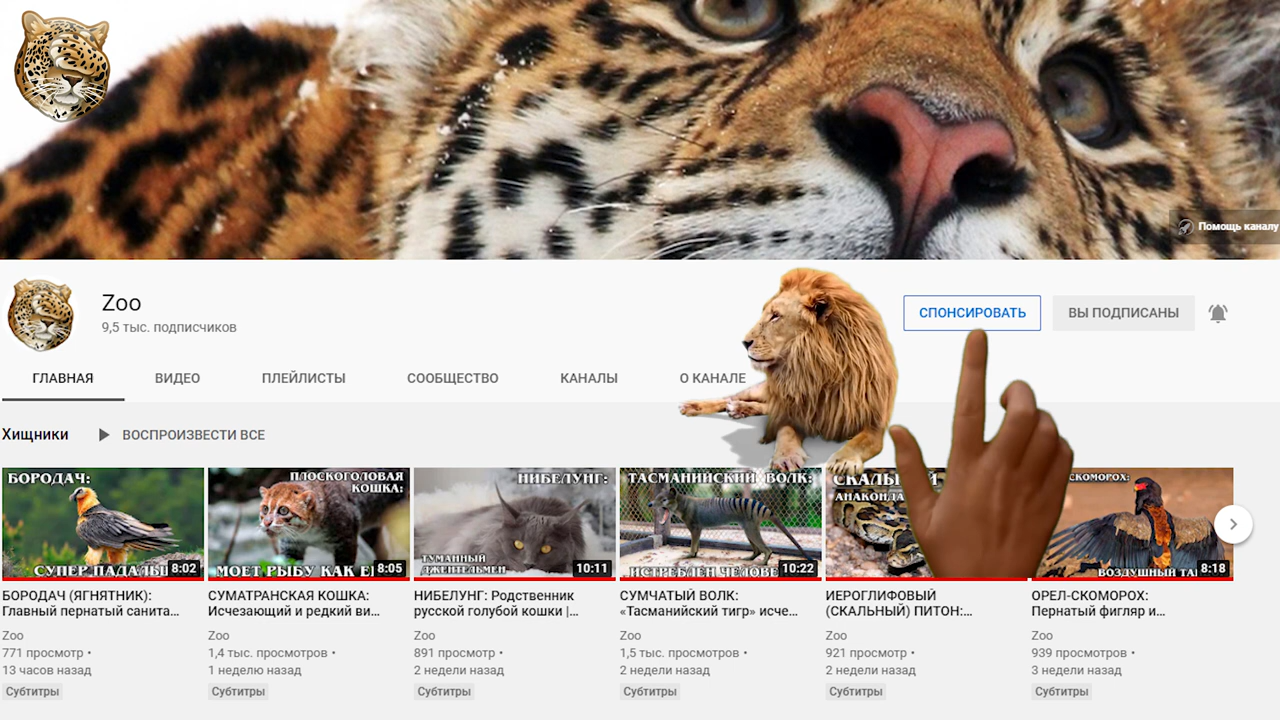 Помощь каналу
Zoo
9,5 тыс. подписчиков
СПОНСИРОВАТЬ
ВЫ ПОДПИСАНЫ
ГЛАВНАЯ
ВИДЕО
ПЛЕЙЛИСТЫ
СООБЩЕСТВО
КАНАЛЫ
О КАНАЛЕ
Хищники
ВОСПРОИЗВЕСТИ ВСЕ
БОРОДАЧ:
8:02
ПЛОСКОГОЛОВАЯ
КОШКА:
МОЕТ РЫБУ КАК
8:05
НИБЕЛУНГ:
ТУМАННЫЙ
ДЖЕНТЕЛЬМЕН
10:11
ТАСМАНИЙСКИЙ ВОЛК:
ИСТРЕБЛЕН
10:22
АНАКОНДА
СКОМОРОХ:
ВОЗДУШНЫЙ
8:18
БОРОДАЧ (ЯГНЯТНИК):
Главный пернатый санита...
Zoo
771 просмотр •
13 часов назад
Субтитры
СУМАТРАНСКАЯ КОШКА:
Исчезающий и редкий ви...
Zoo
1,4 тыс. просмотров •
1 неделю назад
Субтитры
НИБЕЛУНГ: Родственник
русской голубой кошки |...
Zoo
891 просмотр •
2 недели назад
Субтитры
СУМЧАТЫЙ ВОЛК:
«Тасманийский тигр» исче...
Zoo
1,5 тыс. просмотров •
2 недели назад
Субтитры
ИЕРОГЛИФОВЫЙ
(СКАЛЬНЫЙ) ПИТОН:...
Zoo
921 просмотр •
2 недели назад
Субтитры
ОРЕЛ-СКОМОРОХ:
Пернатый фигляр и...
Zoo
939 просмотров •
3 недели назад
Субтитры